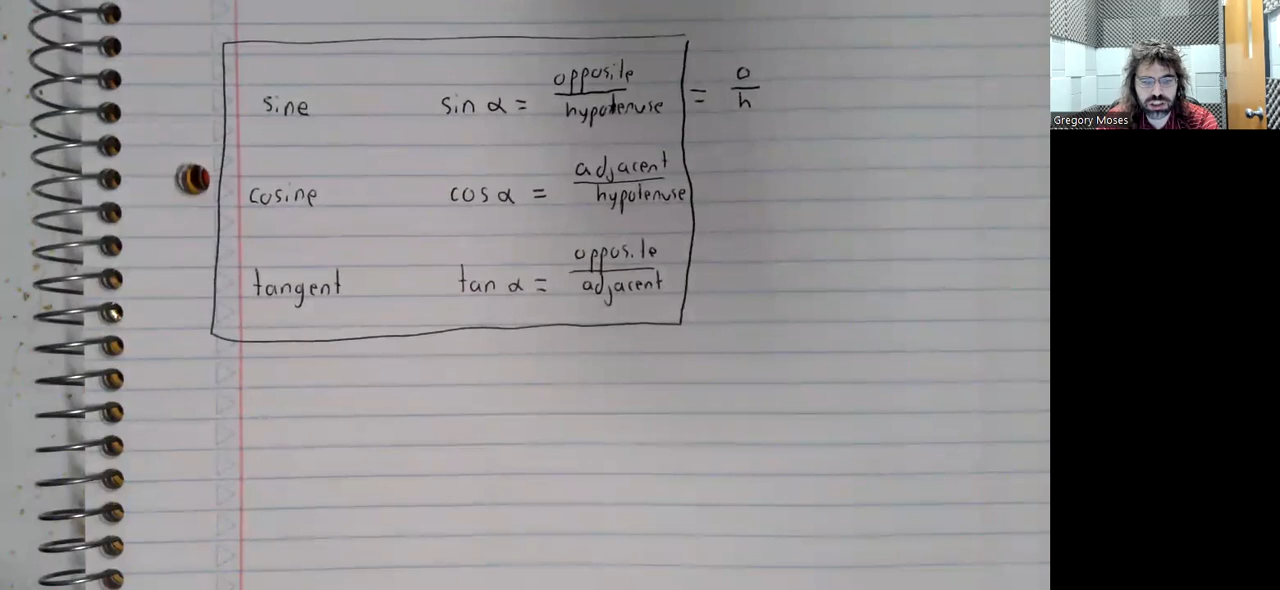 sine sin α = opposite/hypotenuse = o/h
cosine cos α = adjacent/hypotenuse
tangent tan α = opposite/adjacent
Gregory Moses